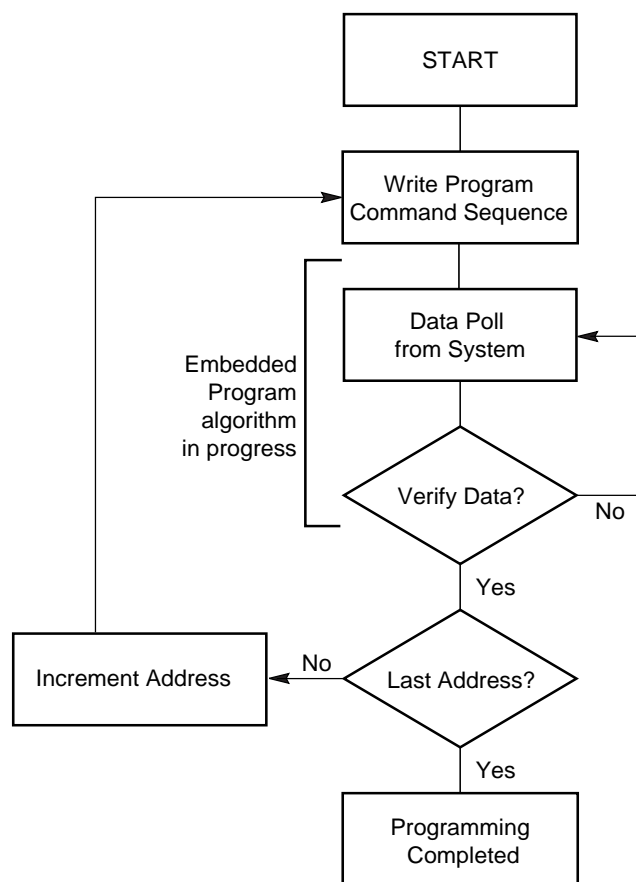 START
Write Program
Command Sequence
Data Poll
from System
Embedded
Program
algorithm
in progress
Verify Data?
No
Yes
No
Increment Address
Last Address?
Yes
Programming
Completed